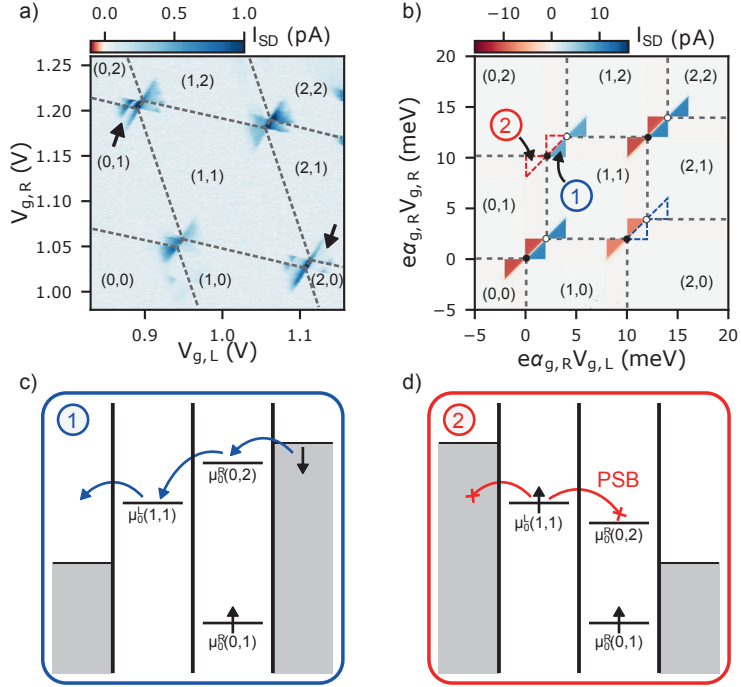 a)
I_SD (pA)
0.0 0.5 1.0
1.25
1.20
1.15
1.10
1.05
1.00
V_g,R (V)
(0,2)
(1,2)
(2,2)
(0,1)
(1,1)
(2,1)
(0,0)
(1,0)
(2,0)
0.9 1.0 1.1
V_g,L (V)
b)
I_SD (pA)
−10 0 10
20
15
10
5
0
−5
eα_g,R V_g,R (meV)
(0,2)
(1,2)
(2,2)
2
1
(0,1)
(1,1)
(2,1)
(0,0)
(1,0)
(2,0)
−5 0 5 10 15 20
eα_g,R V_g,L (meV)
c)
1
μ_0^R(0,2)
μ_0^L(1,1)
μ_0^R(0,1)
d)
2
PSB
μ_0^L(1,1)
μ_0^R(0,2)
μ_0^R(0,1)